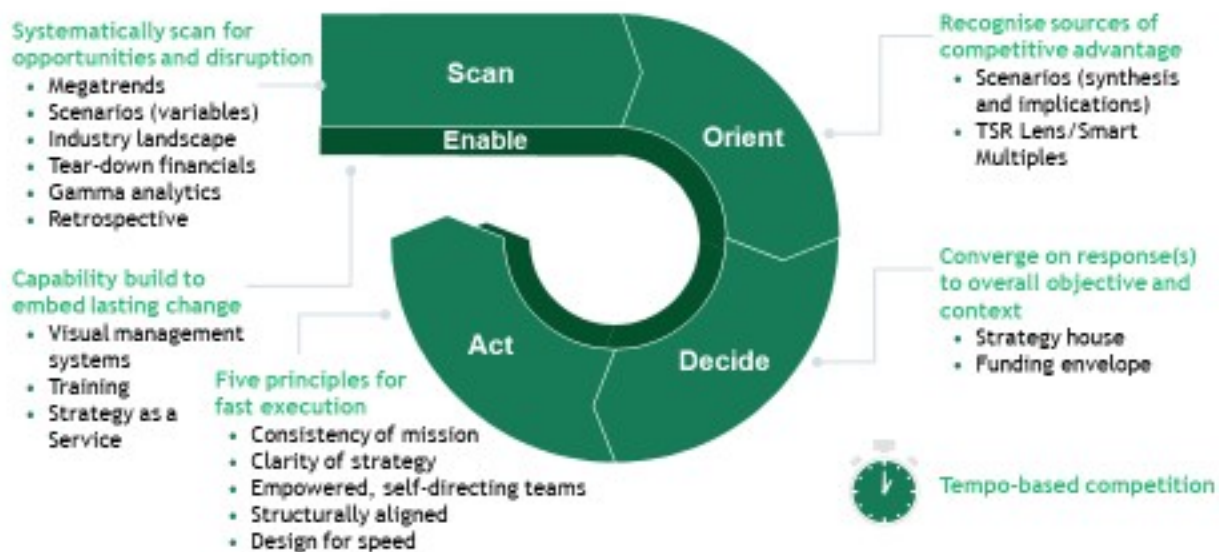 Systematically scan for
opportunities and disruption
• Megatrends
• Scenarios (variables)
• Industry landscape
• Tear-down financials
• Gamma analytics
• Retrospective
Scan
Enable
Orient
Recognise sources of
competitive advantage
• Scenarios (synthesis
and implications)
• TSR Lens/Smart
Multiples
Capability build to
embed lasting change
• Visual management
systems
• Training
• Strategy as a
Service
Act
Decide
Converge on response(s)
to overall objective and
context
• Strategy house
• Funding envelope
Five principles for
fast execution
• Consistency of mission
• Clarity of strategy
• Empowered, self-directing teams
• Structurally aligned
• Design for speed
Tempo-based competition